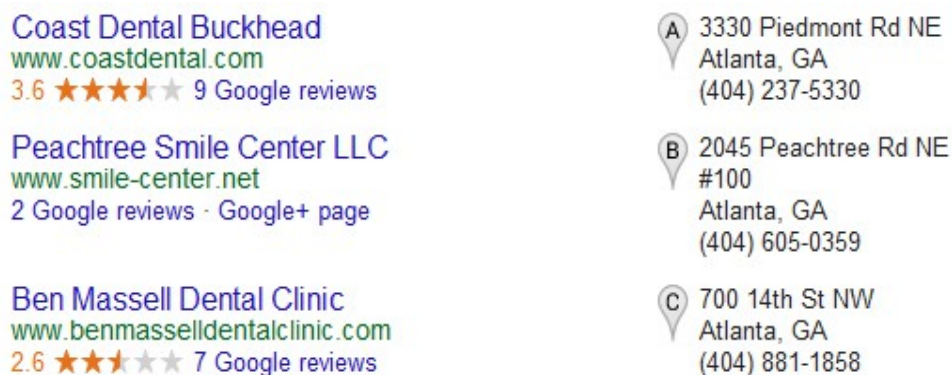 Coast Dental Buckhead
www.coastdental.com
3.6 ★★★★★ 9 Google reviews
A 3330 Piedmont Rd NE
Atlanta, GA
(404) 237-5330
Peachtree Smile Center LLC
www.smile-center.net
2 Google reviews · Google+ page
B 2045 Peachtree Rd NE
#100
Atlanta, GA
(404) 605-0359
Ben Massell Dental Clinic
www.benmasselldentalclinic.com
2.6 ★★★★★ 7 Google reviews
C 700 14th St NW
Atlanta, GA
(404) 881-1858